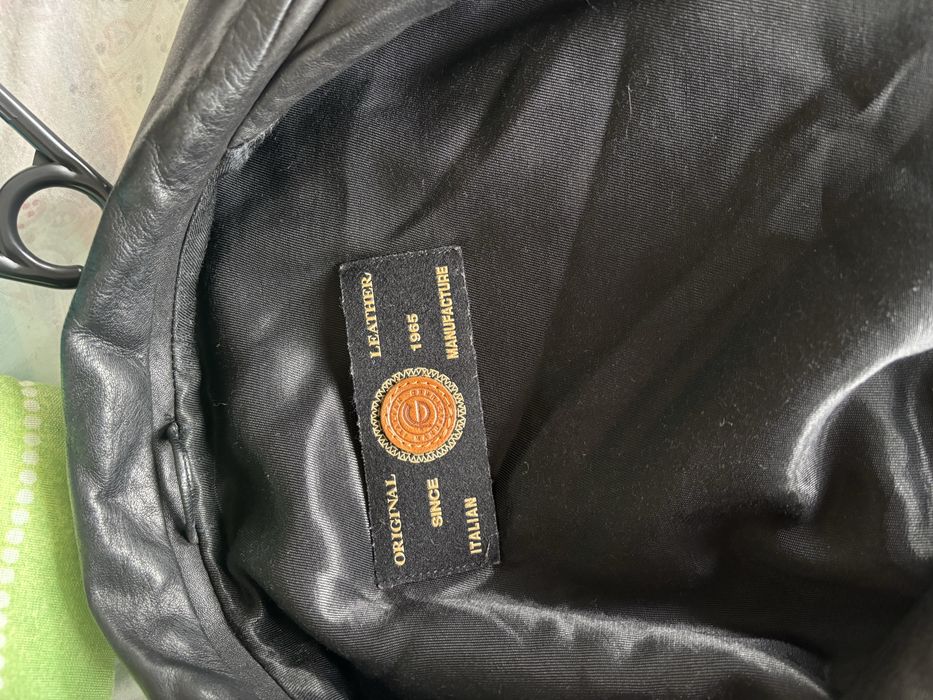 ORIGINAL LEATHER
SINCE 1965
ITALIAN MANUFACTURE